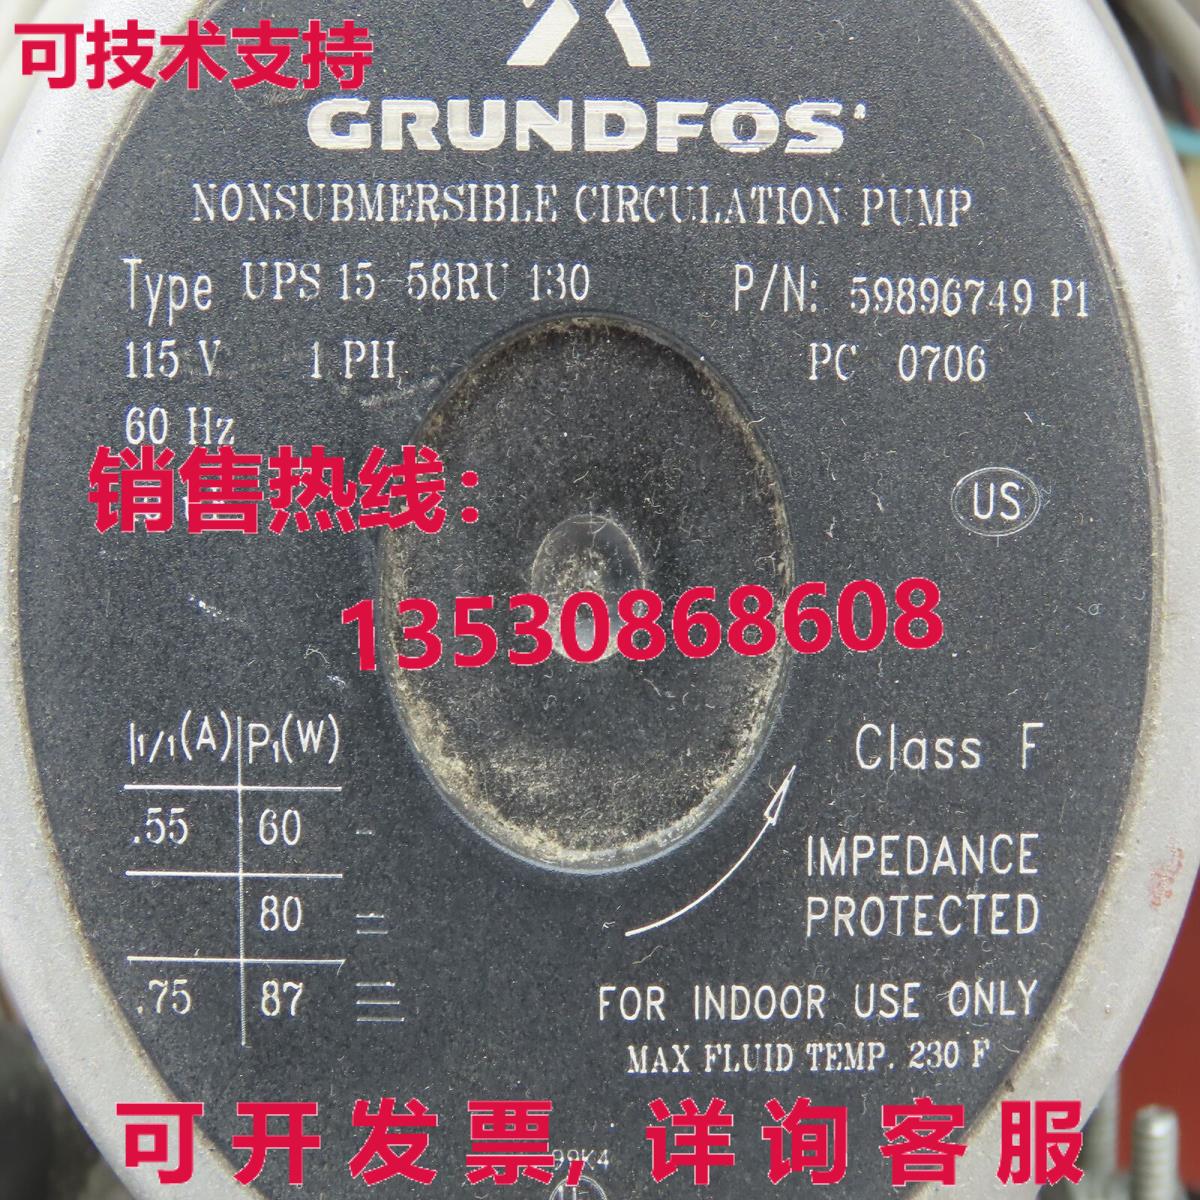 可技术支持
GRUNDFOS
NONSUBMERSIBLE CIRCULATION PUMP
Type UPS 15-58RU 130 P/N: 59896749 P1
115 V 1 PH PC 0706
60 Hz
销售热线：
US
13530868608
I1/1(A) P1(W)
.55 60
80
.75 87
Class F
IMPEDANCE
PROTECTED
FOR INDOOR USE ONLY
MAX FLUID TEMP. 230 F
可开发票，详询客服
99K4